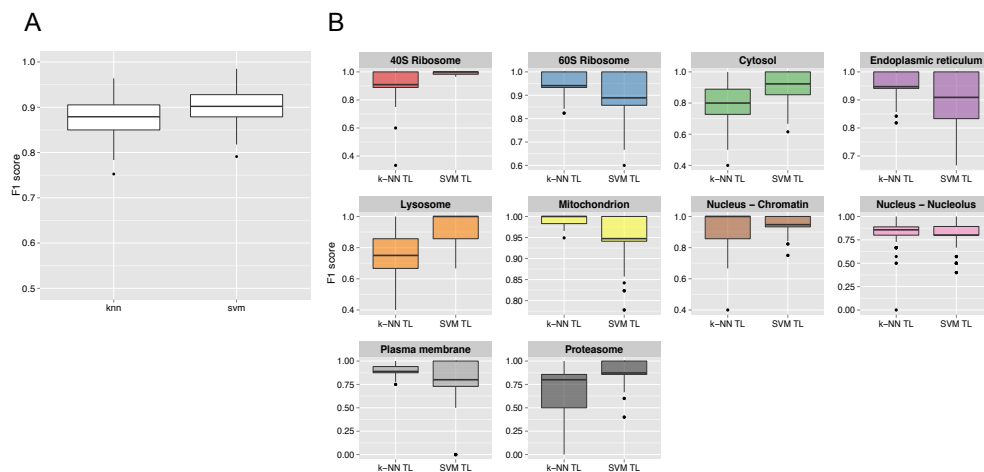 A
B
F1 score
1.0
0.9
0.8
0.7
0.6
0.5
knn
svm
F1 score
40S Ribosome
1.0
0.8
0.6
0.4
k−NN TL SVM TL
60S Ribosome
1.0
0.9
0.8
0.7
0.6
k−NN TL SVM TL
Cytosol
1.0
0.8
0.6
0.4
k−NN TL SVM TL
Endoplasmic reticulum
1.0
0.9
0.8
0.7
k−NN TL SVM TL
Lysosome
1.0
0.8
0.6
0.4
k−NN TL SVM TL
Mitochondrion
1.00
0.95
0.90
0.85
0.80
k−NN TL SVM TL
Nucleus − Chromatin
1.0
0.8
0.6
0.4
k−NN TL SVM TL
Nucleus − Nucleolus
1.00
0.75
0.50
0.25
0.00
k−NN TL SVM TL
Plasma membrane
1.00
0.75
0.50
0.25
0.00
k−NN TL SVM TL
Proteasome
1.00
0.75
0.50
0.25
0.00
k−NN TL SVM TL